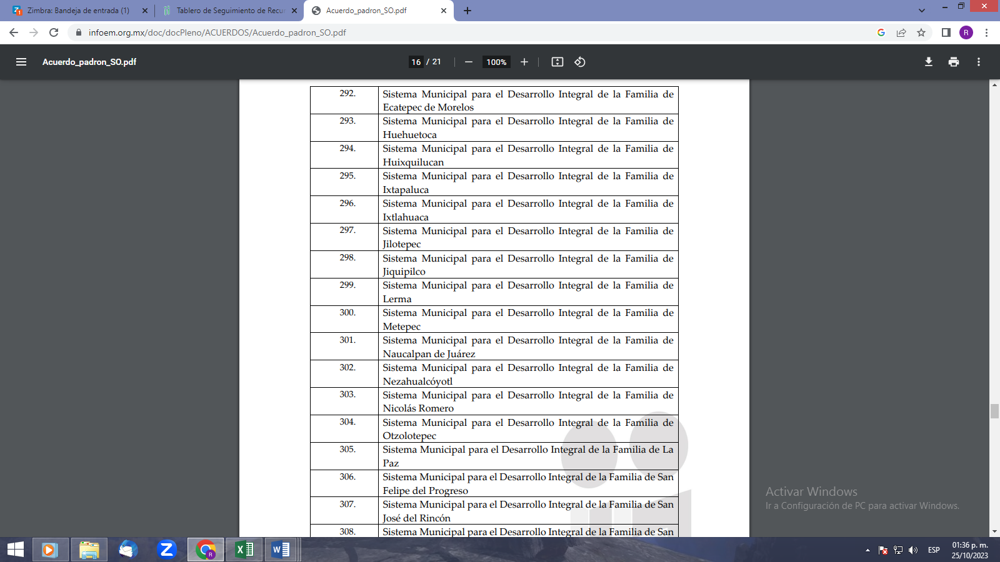 Zimbra: Bandeja de entrada (1)
Tablero de Seguimiento de Recur
Acuerdo_padron_SO.pdf
infoem.org.mx/doc/docPleno/ACUERDOS/Acuerdo_padron_SO.pdf
R
Acuerdo_padron_SO.pdf
16 / 21
100%
292. Sistema Municipal para el Desarrollo Integral de la Familia de
Ecatepec de Morelos
293. Sistema Municipal para el Desarrollo Integral de la Familia de
Huehuetoca
294. Sistema Municipal para el Desarrollo Integral de la Familia de
Huixquilucan
295. Sistema Municipal para el Desarrollo Integral de la Familia de
Ixtapaluca
296. Sistema Municipal para el Desarrollo Integral de la Familia de
Ixtlahuaca
297. Sistema Municipal para el Desarrollo Integral de la Familia de
Jilotepec
298. Sistema Municipal para el Desarrollo Integral de la Familia de
Jiquipilco
299. Sistema Municipal para el Desarrollo Integral de la Familia de
Lerma
300. Sistema Municipal para el Desarrollo Integral de la Familia de
Metepec
301. Sistema Municipal para el Desarrollo Integral de la Familia de
Naucalpan de Juárez
302. Sistema Municipal para el Desarrollo Integral de la Familia de
Nezahualcóyotl
303. Sistema Municipal para el Desarrollo Integral de la Familia de
Nicolás Romero
304. Sistema Municipal para el Desarrollo Integral de la Familia de
Otzolotepec
305. Sistema Municipal para el Desarrollo Integral de la Familia de La
Paz
306. Sistema Municipal para el Desarrollo Integral de la Familia de San
Felipe del Progreso
307. Sistema Municipal para el Desarrollo Integral de la Familia de San
José del Rincón
308. Sistema Municipal para el Desarrollo Integral de la Familia de San
Activar Windows
Ir a Configuración de PC para activar Windows.
ESP
01:36 p. m.
25/10/2023